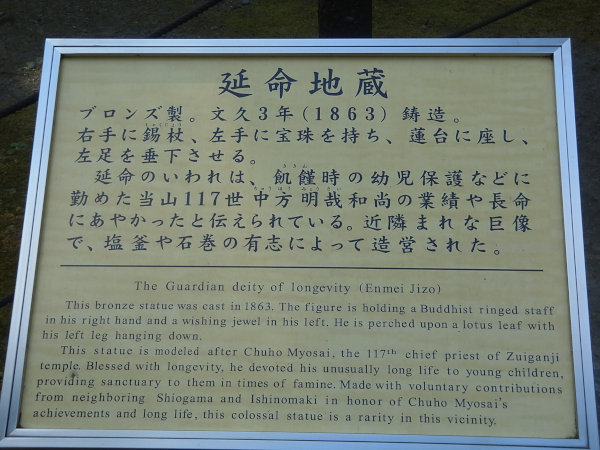 延命地蔵
ブロンズ製。文久3年(1863)鋳造。
右手に錫杖、左手に宝珠を持ち、蓮台に座し、
左足を垂下させる。
延命のいわれは、飢饉時の幼児保護などに
勤めた当山117世中方明哉和尚の業績や長命
にあやかったと伝えられている。近隣まれな巨像
で、塩釜や石巻の有志によって造営された。
The Guardian deity of longevity (Enmei Jizo)
This bronze statue was cast in 1863. The figure is holding a Buddhist ringed staff
in his right hand and a wishing jewel in his left. He is perched upon a lotus leaf with
his left leg hanging down.
This statue is modeled after Chuho Myosai, the 117th chief priest of Zuiganji
temple. Blessed with longevity, he devoted his unusually long life to young children,
providing sanctuary to them in times of famine. Made with voluntary contributions
from neighboring Shiogama and Ishinomaki in honor of Chuho Myosai's
achievements and long life, this colossal statue is a rarity in this vicinity.